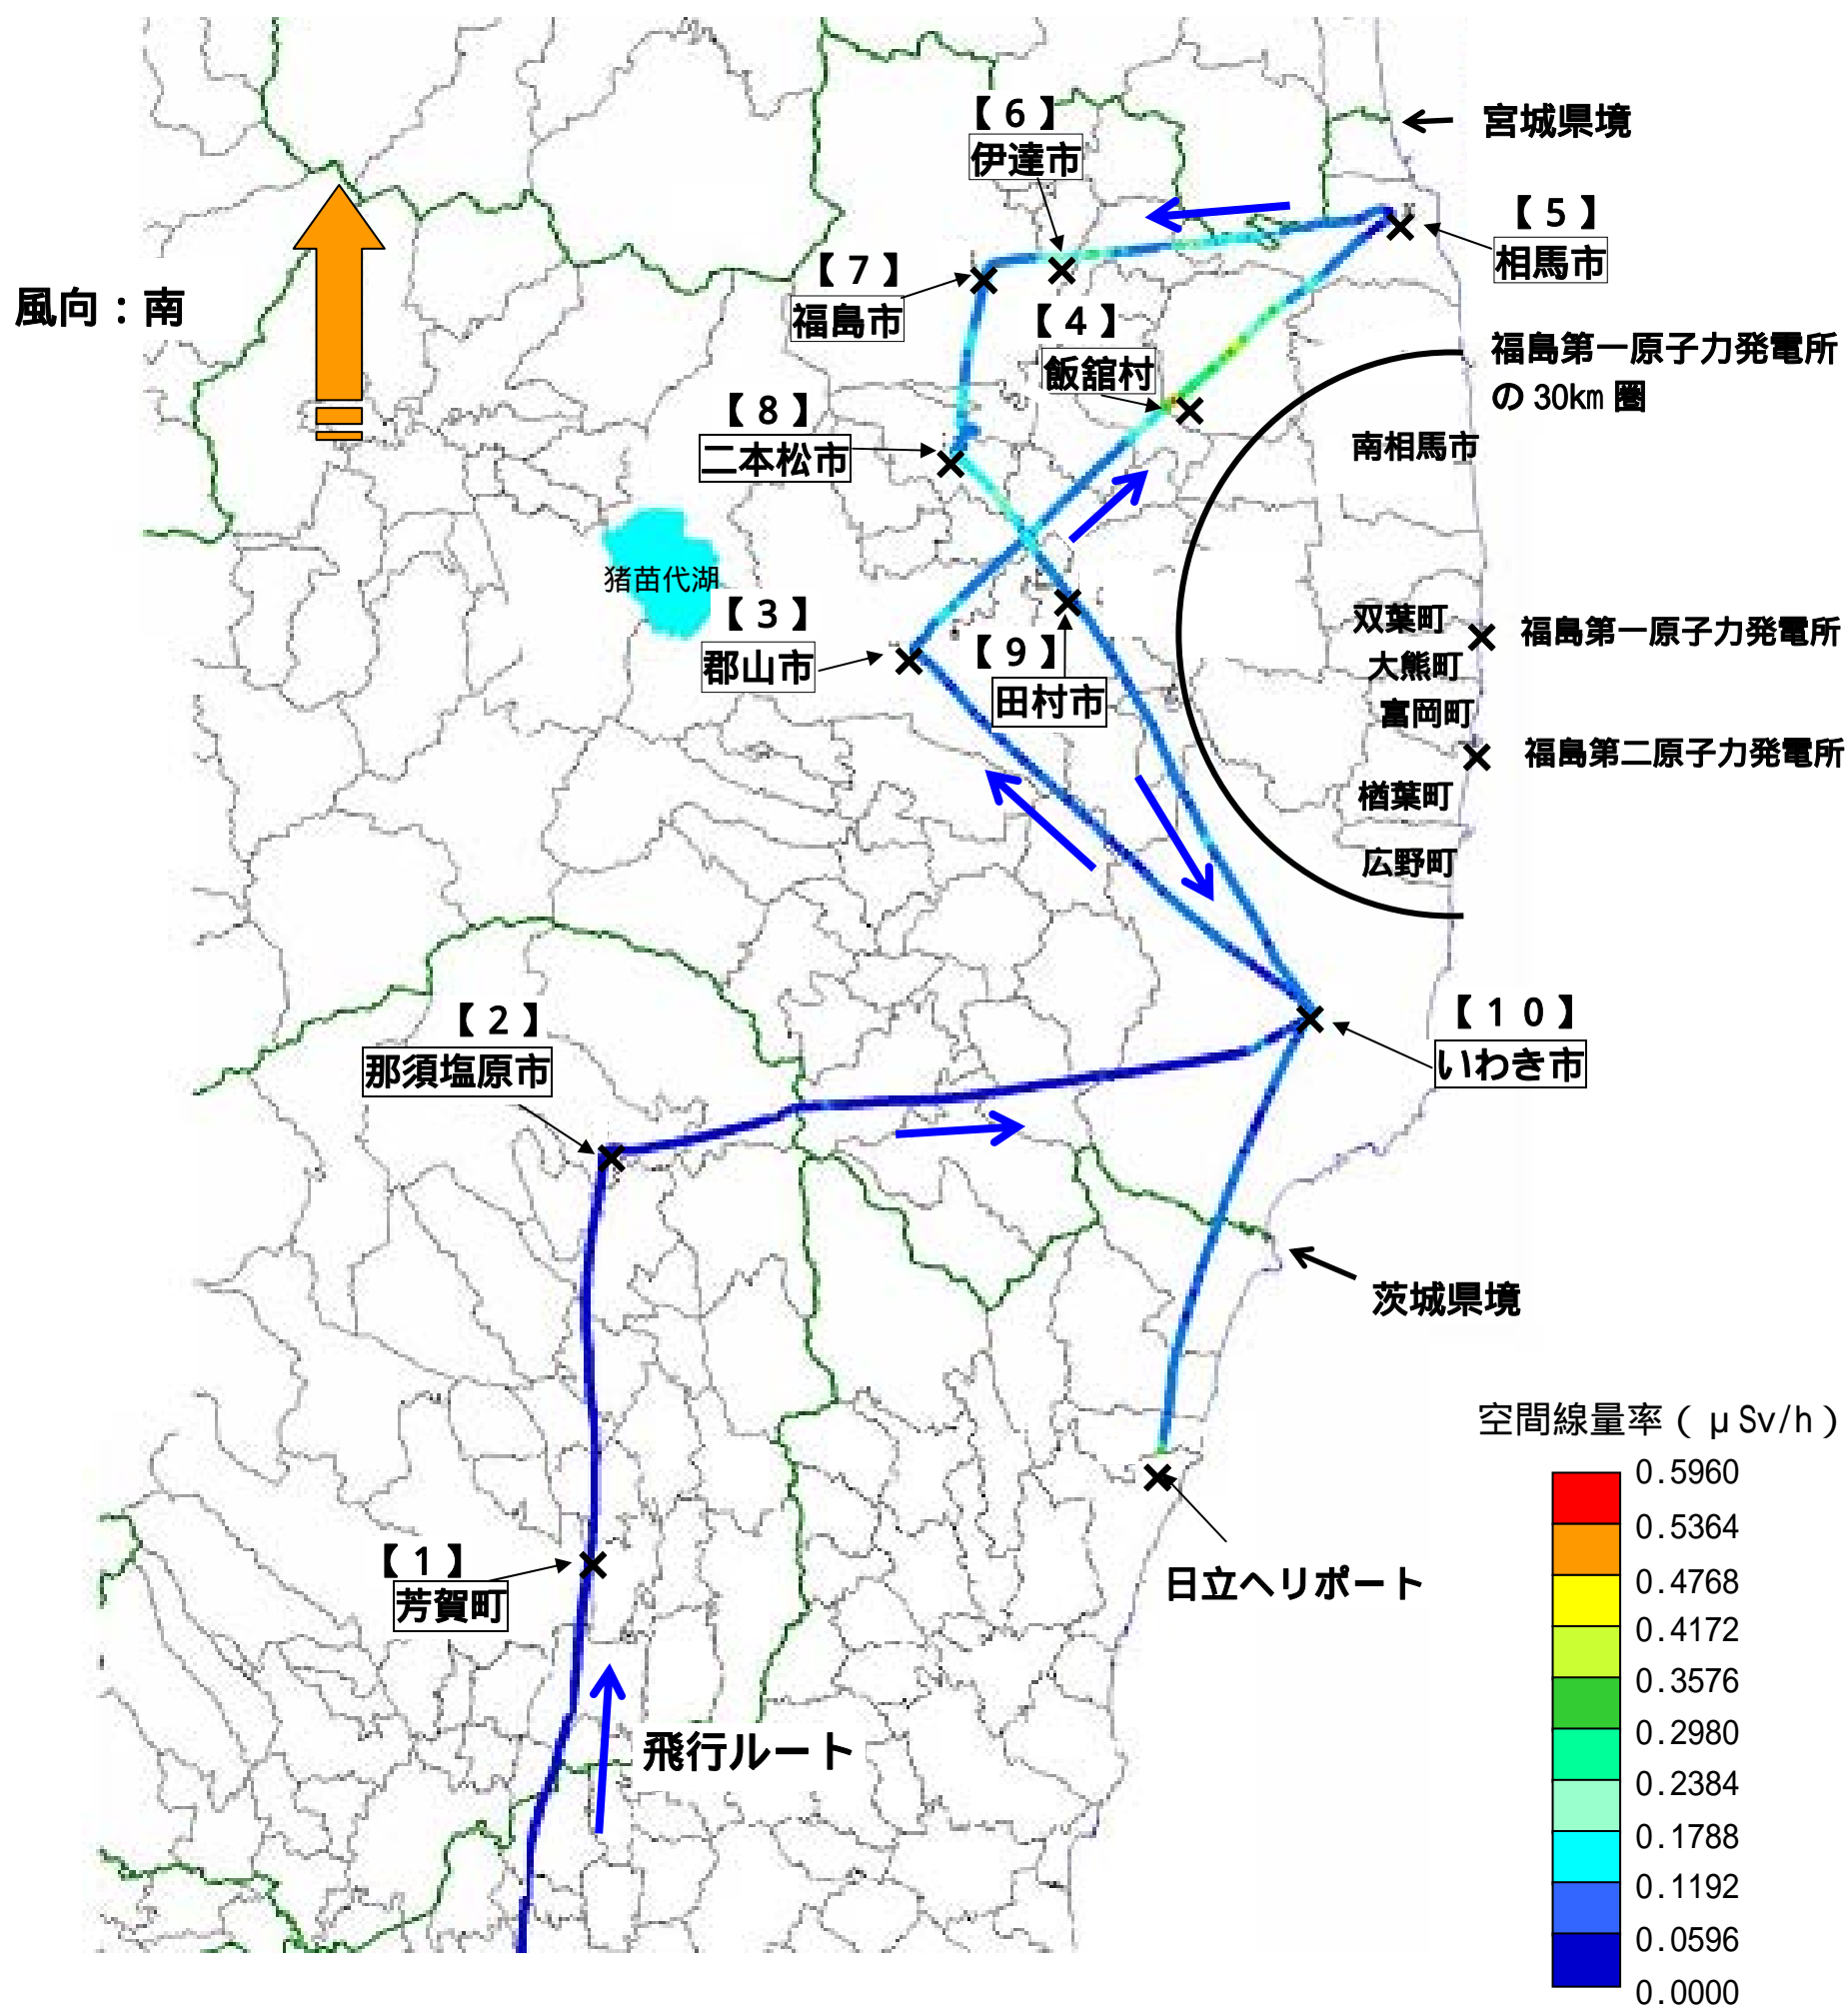 宮城県境
【6】
伊達市
【5】
相馬市
【7】
福島市
風向:南
【4】
飯舘村
福島第一原子力発電所
の 30km 圏
【8】
二本松市
南相馬市
猪苗代湖
【3】
郡山市
【9】
田村市
双葉町
福島第一原子力発電所
大熊町
富岡町
福島第二原子力発電所
楢葉町
広野町
【2】
那須塩原市
【10】
いわき市
茨城県境
空間線量率(μSv/h)
0.5960
0.5364
0.4768
0.4172
0.3576
0.2980
0.2384
0.1788
0.1192
0.0596
0.0000
【1】
芳賀町
日立ヘリポート
飛行ルート